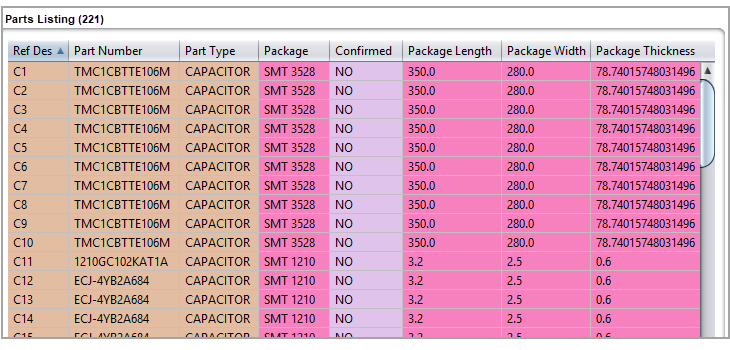 Parts Listing (221)
Ref Des Part Number Part Type Package Confirmed Package Length Package Width Package Thickness
C1 TMC1CBTTE106M CAPACITOR SMT 3528 NO 350.0 280.0 78.74015748031496
C2 TMC1CBTTE106M CAPACITOR SMT 3528 NO 350.0 280.0 78.74015748031496
C3 TMC1CBTTE106M CAPACITOR SMT 3528 NO 350.0 280.0 78.74015748031496
C4 TMC1CBTTE106M CAPACITOR SMT 3528 NO 350.0 280.0 78.74015748031496
C5 TMC1CBTTE106M CAPACITOR SMT 3528 NO 350.0 280.0 78.74015748031496
C6 TMC1CBTTE106M CAPACITOR SMT 3528 NO 350.0 280.0 78.74015748031496
C7 TMC1CBTTE106M CAPACITOR SMT 3528 NO 350.0 280.0 78.74015748031496
C8 TMC1CBTTE106M CAPACITOR SMT 3528 NO 350.0 280.0 78.74015748031496
C9 TMC1CBTTE106M CAPACITOR SMT 3528 NO 350.0 280.0 78.74015748031496
C10 TMC1CBTTE106M CAPACITOR SMT 3528 NO 350.0 280.0 78.74015748031496
C11 1210GC102KAT1A CAPACITOR SMT 1210 NO 3.2 2.5 0.6
C12 ECJ-4YB2A684 CAPACITOR SMT 1210 NO 3.2 2.5 0.6
C13 ECJ-4YB2A684 CAPACITOR SMT 1210 NO 3.2 2.5 0.6
C14 ECJ-4YB2A684 CAPACITOR SMT 1210 NO 3.2 2.5 0.6
C15 ECJ-4YB2A684 CAPACITOR SMT 1210 NO 3.2 2.5 0.6